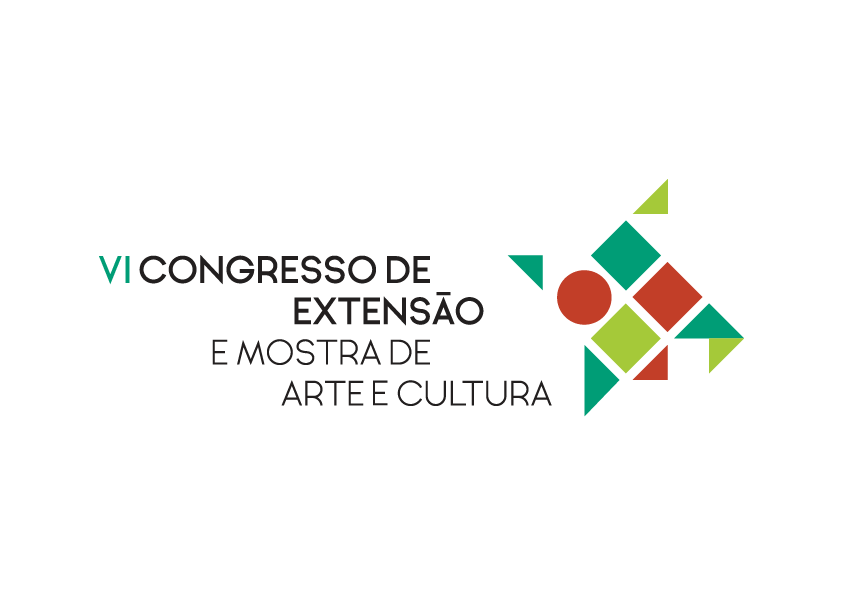 VI CONGRESSO DE
EXTENSÃO
E MOSTRA DE
ARTE E CULTURA